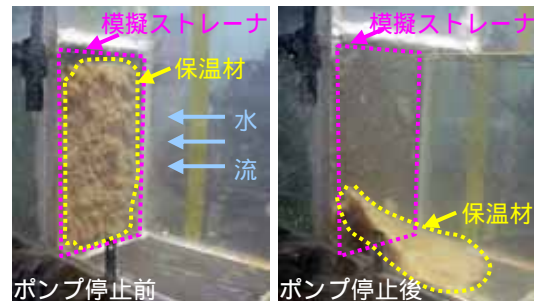 模擬ストレーナ
保温材
水
流
ポンプ停止前
模擬ストレーナ
保温材
ポンプ停止後